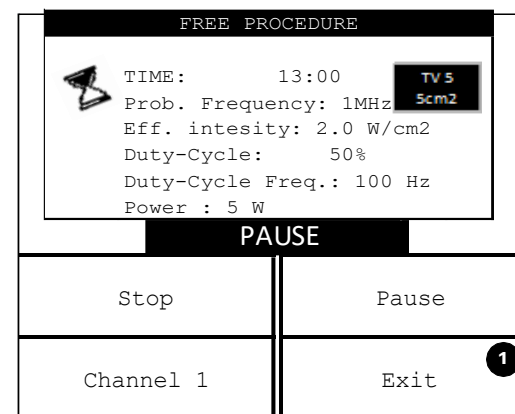 FREE PROCEDURE
TIME: 13:00
TV 5
5cm2
Prob. Frequency: 1MHz
Eff. intesity: 2.0 W/cm2
Duty-Cycle: 50%
Duty-Cycle Freq.: 100 Hz
Power : 5 W
PAUSE
Stop
Pause
Channel 1
Exit
1